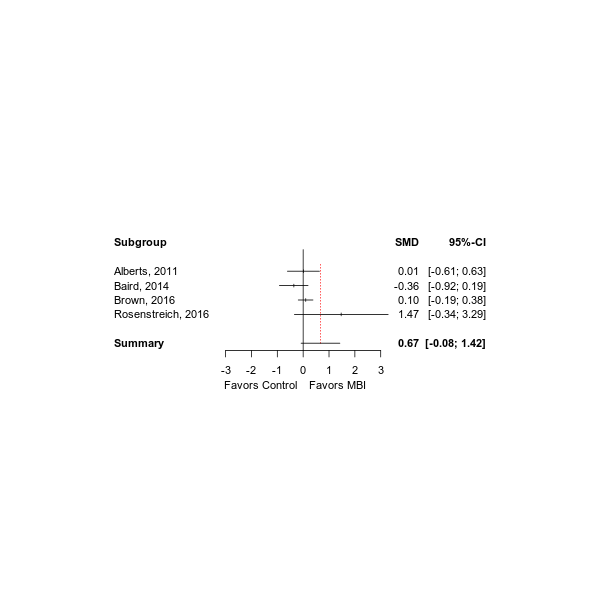 Subgroup SMD 95%-CI
Alberts, 2011 0.01 [-0.61; 0.63]
Baird, 2014 -0.36 [-0.92; 0.19]
Brown, 2016 0.10 [-0.19; 0.38]
Rosenstreich, 2016 1.47 [-0.34; 3.29]
Summary 0.67 [-0.08; 1.42]
-3 -2 -1 0 1 2 3
Favors Control Favors MBI